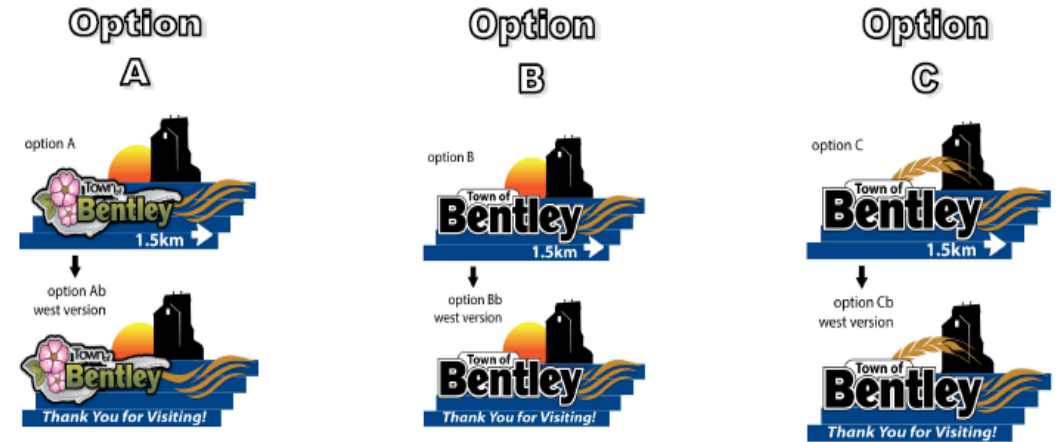 Option
A
option A
Town of
Bentley
1.5km
option Ab
west version
Town of
Bentley
Thank You for Visiting!
Option
B
option B
Town of
Bentley
1.5km
option Bb
west version
Town of
Bentley
Thank You for Visiting!
Option
C
option C
Town of
Bentley
1.5km
option Cb
west version
Town of
Bentley
Thank You for Visiting!